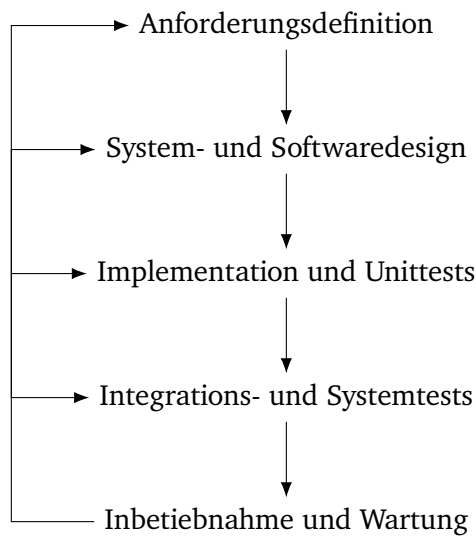 Anforderungsdefinition
System- und Softwaredesign
Implementation und Unittests
Integrations- und Systemtests
Inbetiebnahme und Wartung